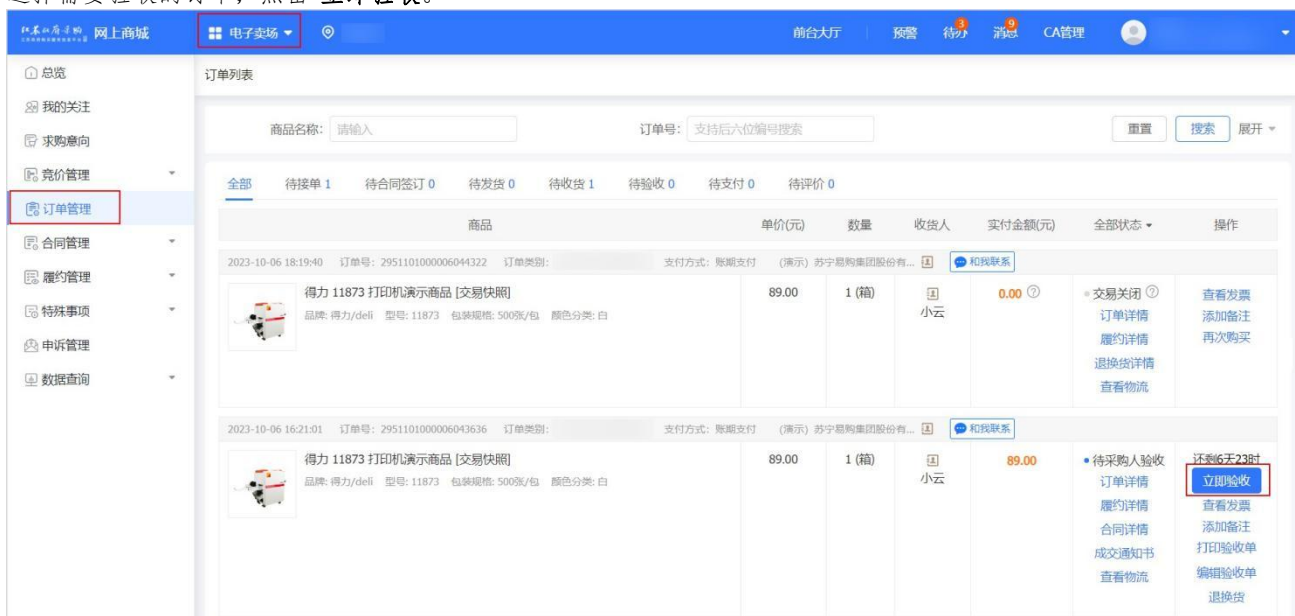 网上商城 电子卖场 前台大厅 预警 待办 3 消息 9 CA管理
总览
我的关注
求购意向
竞价管理
订单管理
合同管理
履约管理
特殊事项
申诉管理
数据查询
订单列表
商品名称: 请输入 订单号: 支持后六位编号搜索 重置 搜索 展开
全部 待接单 1 待合同签订 0 待发货 0 待收货 1 待验收 0 待支付 0 待评价 0
商品 单价(元) 数量 收货人 实付金额(元) 全部状态 操作
2023-10-06 18:19:40 订单号: 2951101000006044322 订单类别: 支付方式: 账期支付 (演示) 苏宁易购集团股份有... 和我联系
得力 11873 打印机演示商品 [交易快照] 89.00 1 (箱) 小云 0.00 交易关闭 查看发票
品牌: 得力/deli 型号: 11873 包装规格: 500张/包 颜色分类: 白 订单详情 添加备注
履约详情 再次购买
退换货详情
查看物流
2023-10-06 16:21:01 订单号: 2951101000006043636 订单类别: 支付方式: 账期支付 (演示) 苏宁易购集团股份有... 和我联系
得力 11873 打印机演示商品 [交易快照] 89.00 1 (箱) 小云 89.00 待采购人验收 还剩6天23时
品牌: 得力/deli 型号: 11873 包装规格: 500张/包 颜色分类: 白 订单详情 立即验收
履约详情 查看发票
合同详情 添加备注
成交通知书 打印验收单
查看物流 编辑验收单
退换货